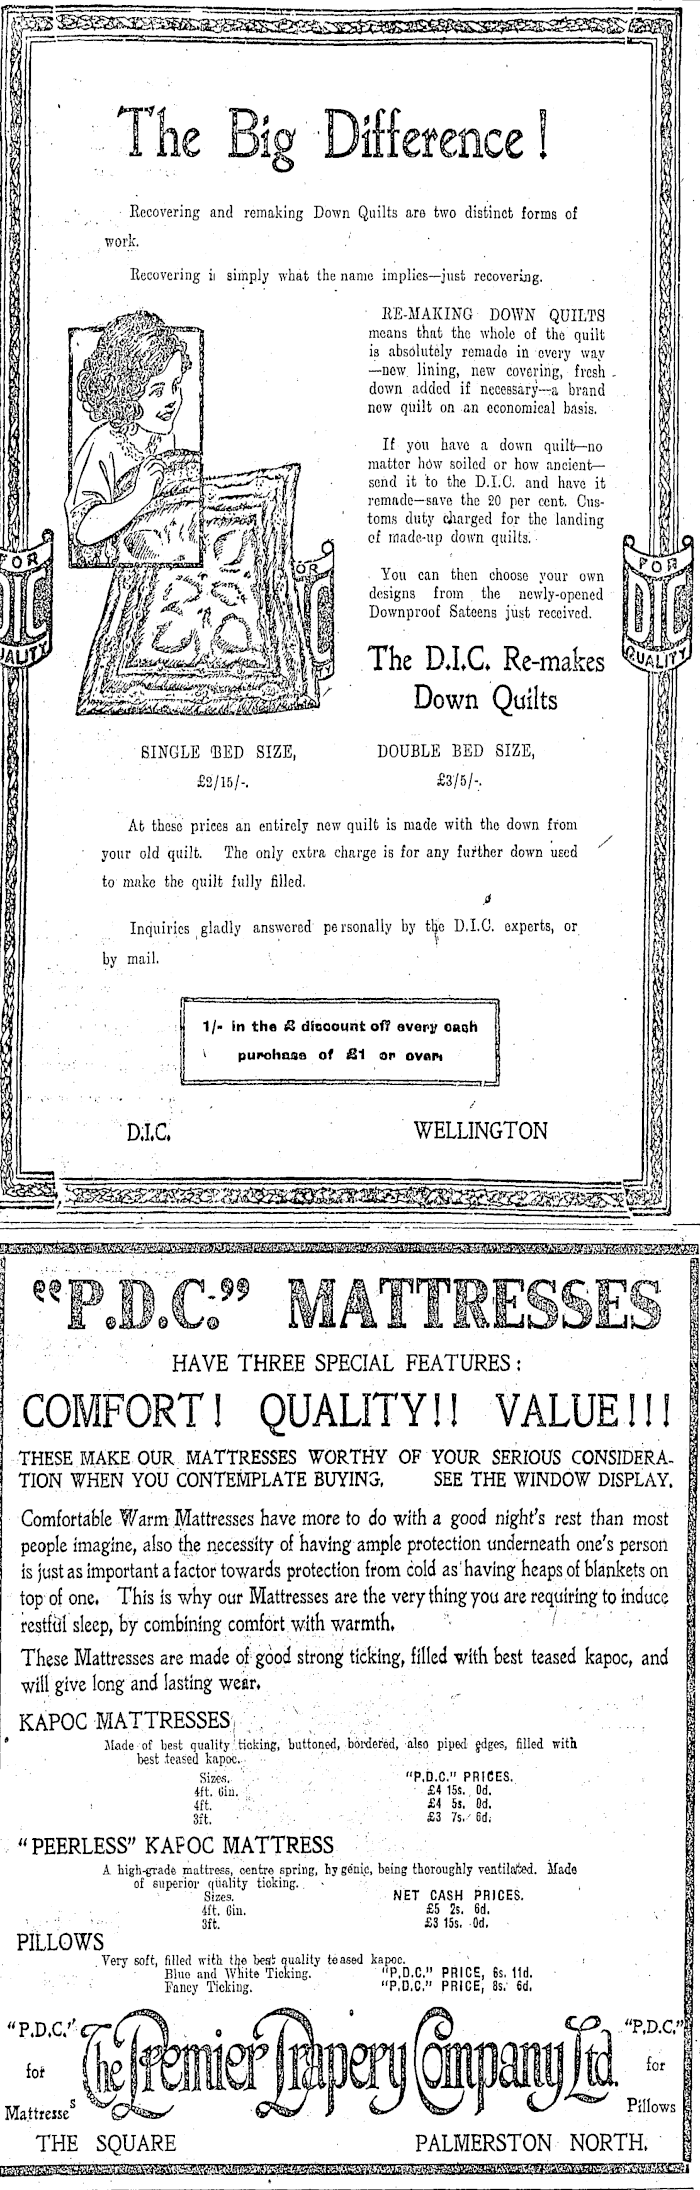 The Big Difference!
Recovering and remaking Down Quilts are two distinct forms of
work.
Recovering is simply what the name implies—just recovering.
RE-MAKING DOWN QUILTS
means that the whole of the quilt
is absolutely remade in every way
—new lining, new covering, fresh
down added if necessary—a brand
new quilt on an economical basis.
If you have a down quilt—no
matter how soiled or how ancient—
send it to the D.I.C. and have it
remade—save the 20 per cent. Cus-
toms duty charged for the landing
of made-up down quilts.
You can then choose your own
designs from the newly-opened
Downproof Sateens just received.
FOR
DIC
QUALITY
OR
IC
FOR
DIC
QUALITY
The D.I.C. Re-makes
Down Quilts
SINGLE BED SIZE, DOUBLE BED SIZE,
£2/15/-. £3/5/-.
At these prices an entirely new quilt is made with the down from
your old quilt. The only extra charge is for any further down used
to make the quilt fully filled.
Inquiries gladly answered personally by the D.I.C. experts, or
by mail.
1/- in the £ discount off every cash
purchase of £1 or over.
D.I.C. WELLINGTON
"P.D.C." MATTRESSES
HAVE THREE SPECIAL FEATURES:
COMFORT! QUALITY!! VALUE!!!
THESE MAKE OUR MATTRESSES WORTHY OF YOUR SERIOUS CONSIDERA-
TION WHEN YOU CONTEMPLATE BUYING. SEE THE WINDOW DISPLAY.
Comfortable Warm Mattresses have more to do with a good night's rest than most
people imagine, also the necessity of having ample protection underneath one's person
is just as important a factor towards protection from cold as having heaps of blankets on
top of one. This is why our Mattresses are the very thing you are requiring to induce
restful sleep, by combining comfort with warmth.
These Mattresses are made of good strong ticking, filled with best teased kapoc, and
will give long and lasting wear.
KAPOC MATTRESSES
Made of best quality ticking, buttoned, bordered, also piped edges, filled with
best teased kapoc.
Sizes. "P.D.C." PRICES.
4ft. 6in. £4 15s. 0d.
4ft. £4 5s. 0d.
3ft. £3 7s. 6d.
"PEERLESS" KAPOC MATTRESS
A high-grade mattress, centre spring, hygenic, being thoroughly ventilated. Made
of superior quality ticking.
Sizes. NET CASH PRICES.
4ft. 6in. £5 2s. 6d.
3ft. £3 15s. 0d.
PILLOWS
Very soft, filled with the best quality teased kapoc.
Blue and White Ticking. "P.D.C." PRICE, 6s. 11d.
Fancy Ticking. "P.D.C." PRICE, 8s. 6d.
"P.D.C."
for
Mattresses
The Premier Drapery Company Ltd.
"P.D.C."
for
Pillows
THE SQUARE PALMERSTON NORTH.